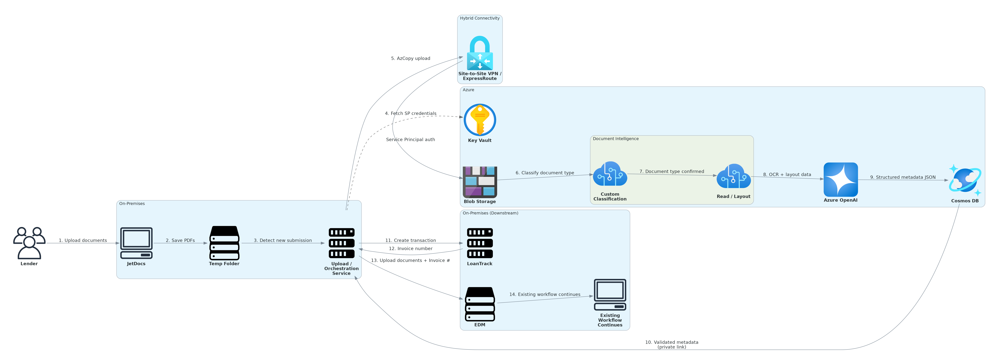 Hybrid Connectivity
Site-to-Site VPN /
ExpressRoute
5. AzCopy upload
Azure
4. Fetch SP credentials
Key Vault
Service Principal auth
Blob Storage
6. Classify document type
Document Intelligence
Custom
Classification
7. Document type confirmed
Read / Layout
8. OCR + layout data
Azure OpenAI
9. Structured metadata JSON
Cosmos DB
On-Premises
Lender
1. Upload documents
JetDocs
2. Save PDFs
Temp Folder
3. Detect new submission
Upload /
Orchestration
Service
On-Premises (Downstream)
11. Create transaction
12. Invoice number
13. Upload documents + Invoice #
LoanTrack
EDM
14. Existing workflow continues
Existing
Workflow
Continues
10. Validated metadata
(private link)